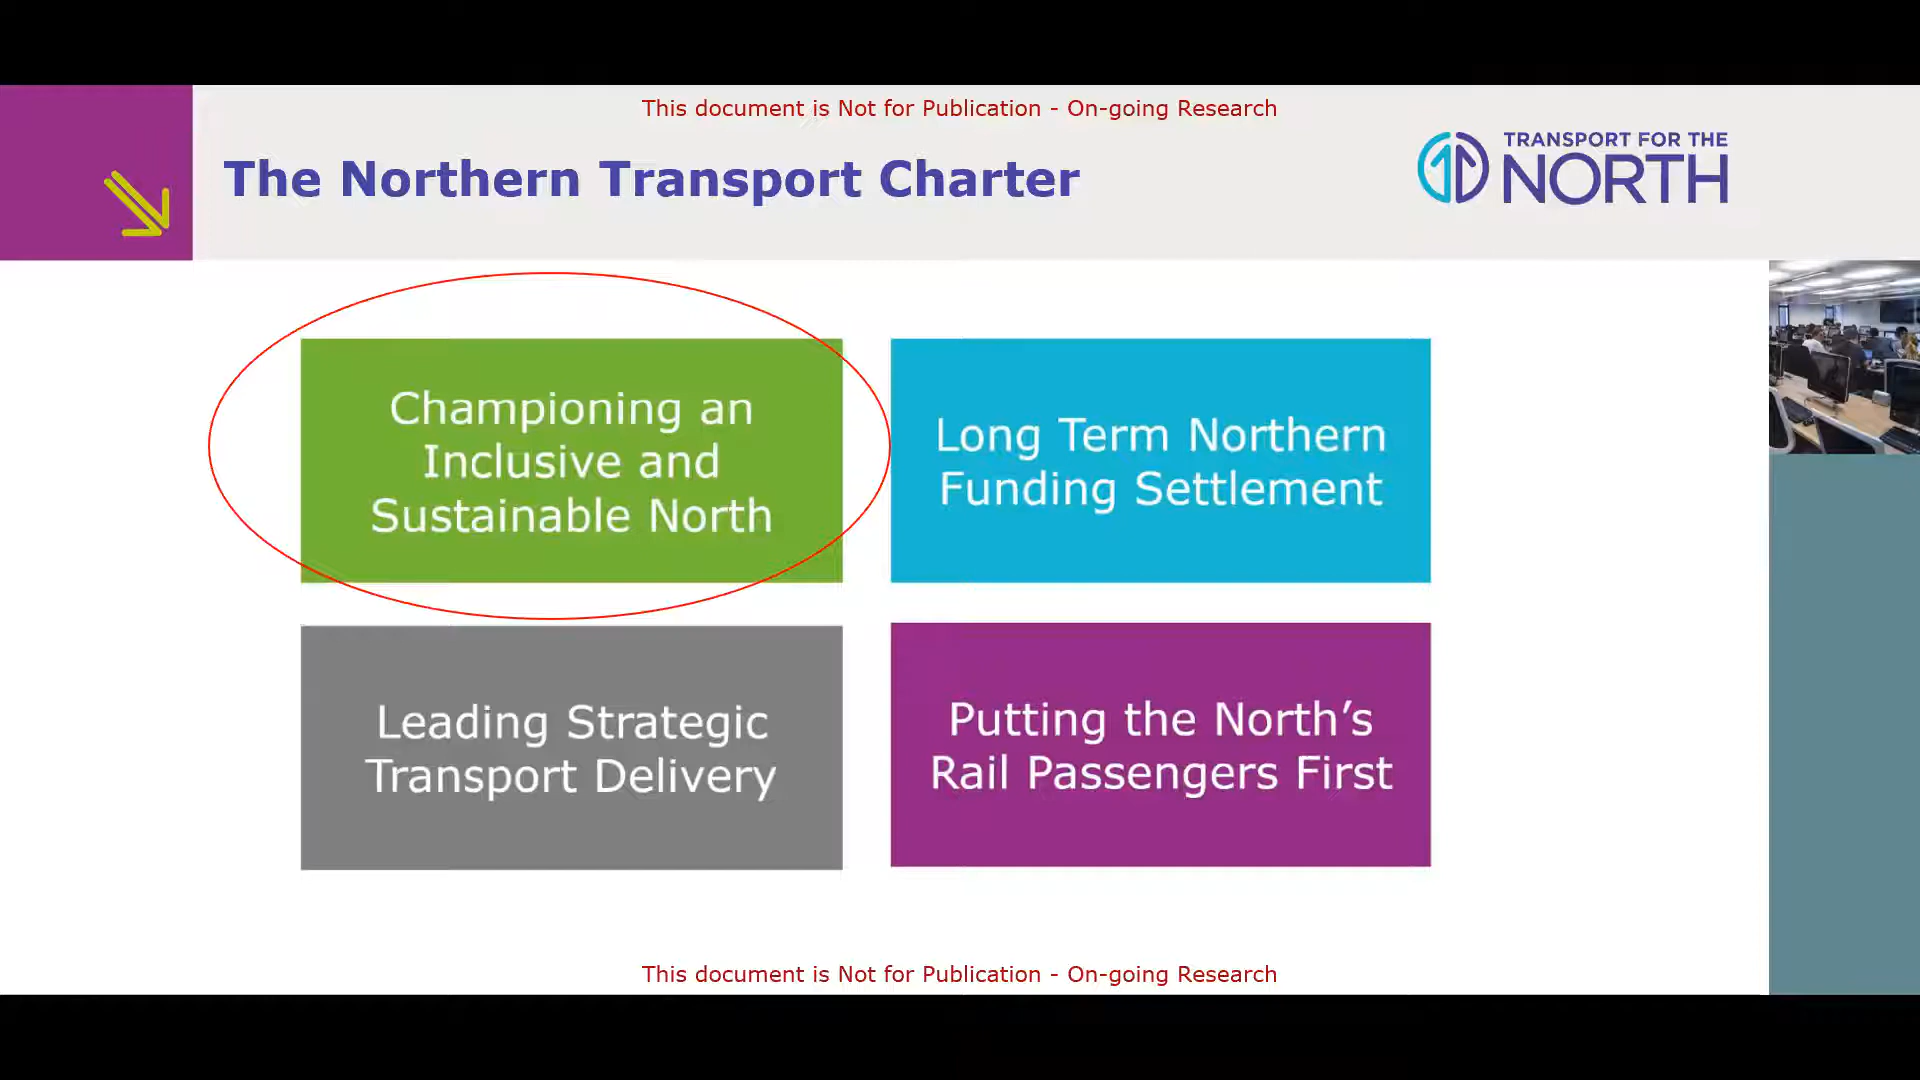 This document is Not for Publication - On-going Research
The Northern Transport Charter
TRANSPORT FOR THE
NORTH
Championing an
Inclusive and
Sustainable North
Long Term Northern
Funding Settlement
Leading Strategic
Transport Delivery
Putting the North’s
Rail Passengers First
This document is Not for Publication - On-going Research